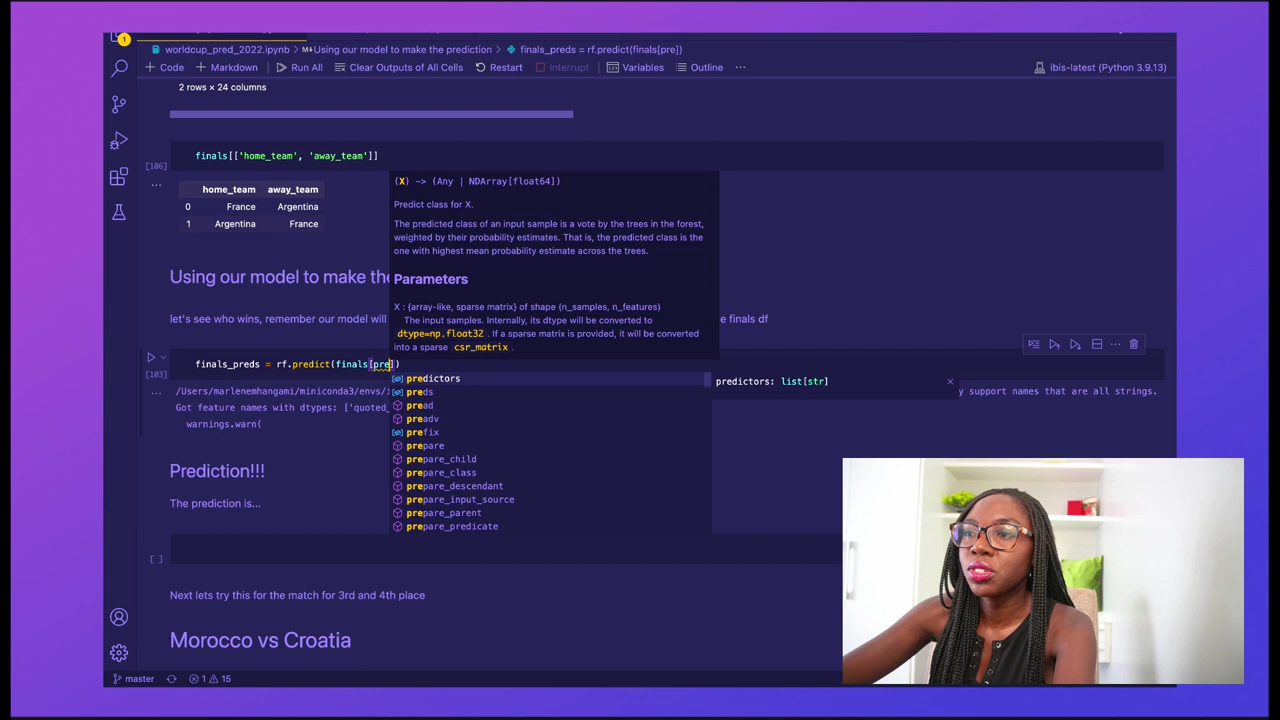 1
worldcup_pred_2022.ipynb > M↓Using our model to make the prediction > finals_preds = rf.predict(finals[pre])
+ Code + Markdown Run All Clear Outputs of All Cells Restart Interrupt Variables Outline ... ibis-latest (Python 3.9.13)
2 rows × 24 columns
finals[['home_team', 'away_team']]
[106]
...
home_team away_team
0 France Argentina
1 Argentina France
(X) -> (Any | NDArray[float64])
Predict class for X.
The predicted class of an input sample is a vote by the trees in the forest,
weighted by their probability estimates. That is, the predicted class is the
one with highest mean probability estimate across the trees.
Parameters
X : {array-like, sparse matrix} of shape (n_samples, n_features)
The input samples. Internally, its dtype will be converted to
dtype=np.float32 . If a sparse matrix is provided, it will be converted
into a sparse csr_matrix .
Using our model to make the
let's see who wins, remember our model will
e finals df
finals_preds = rf.predict(finals[pre])
[103]
...
/Users/marlenemhangami/miniconda3/envs/
y support names that are all strings.
Got feature names with dtypes: ['quoted_
warnings.warn(
predictors
preds
pread
preadv
prefix
prepare
prepare_child
prepare_class
prepare_descendant
prepare_input_source
prepare_parent
prepare_predicate
predictors: list[str]
Prediction!!!
The prediction is...
[ ]
Next lets try this for the match for 3rd and 4th place
Morocco vs Croatia
master 1 15